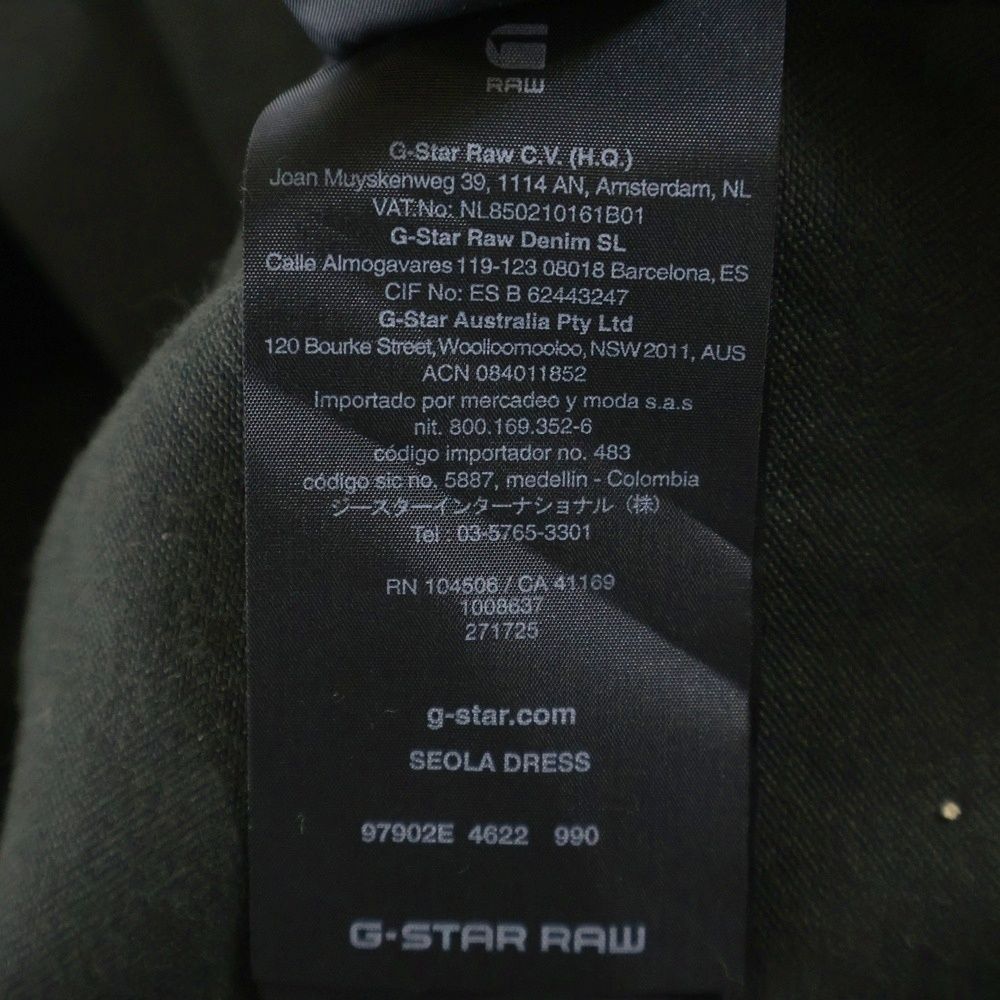 RAW
G-Star Raw C.V. (H.Q.)
Joan Muyskenweg 39, 1114 AN, Amsterdam, NL
VAT.No: NL850210161B01
G-Star Raw Denim SL
Calle Almogavares 119-123 08018 Barcelona, ES
CIF No: ES B 62443247
G-Star Australia Pty Ltd
120 Bourke Street, Woolloomooloo, NSW 2011, AUS
ACN 084011852
Importado por mercadeo y moda s.a.s
nit. 800.169.352-6
código importador no. 483
código sic no. 5887, medellin - Colombia
ジースターインターナショナル (株)
Tel : 03-5765-3301
RN 104506 / CA 41169
1008637
271725
g-star.com
SEOLA DRESS
97902E 4622 990
G-STAR RAW